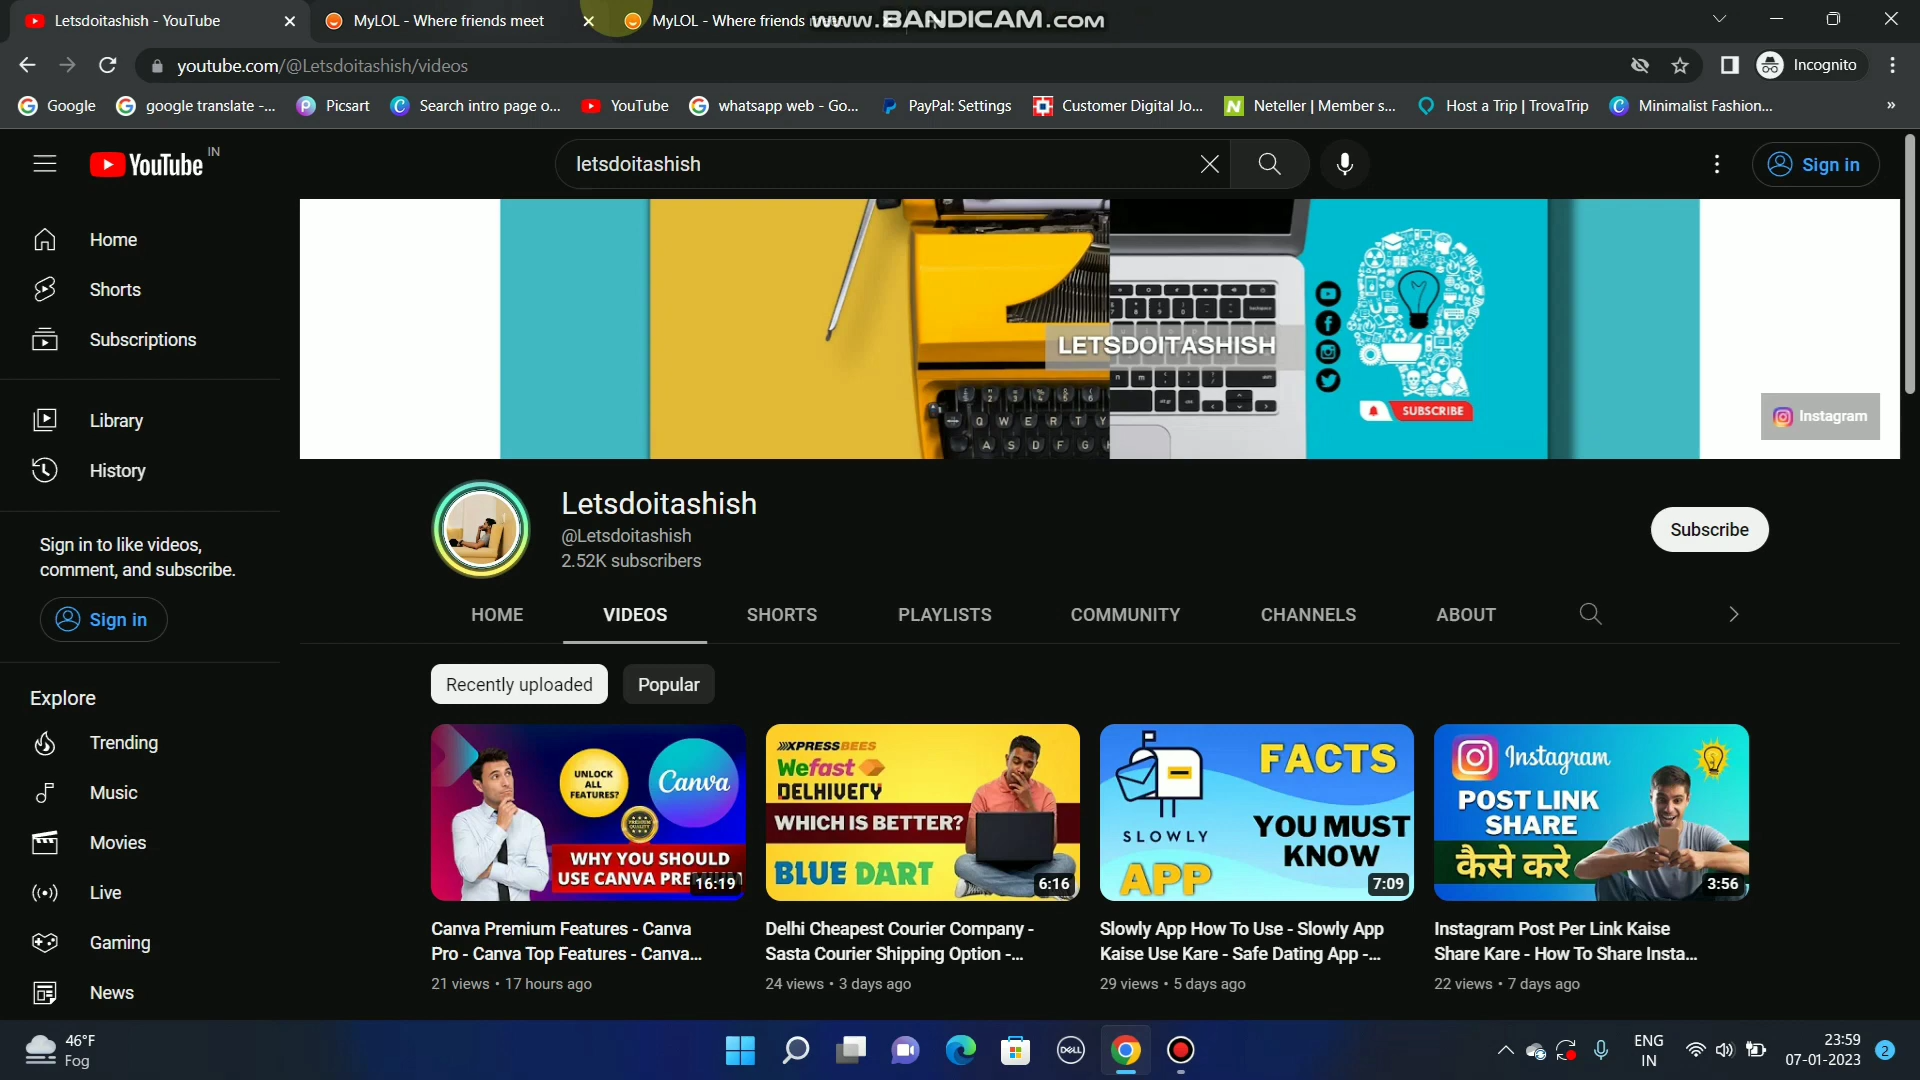 Letsdoitashish - YouTube
MyLOL - Where friends meet
MyLOL - Where friends
www.BANDICAM.com
youtube.com/@Letsdoitashish/videos
Incognito
Google
google translate -...
Picsart
Search intro page o...
YouTube
whatsapp web - Go...
PayPal: Settings
Customer Digital Jo...
Neteller | Member s...
Host a Trip | TrovaTrip
Minimalist Fashion...
»
YouTube IN
letsdoitashish
Sign in
Home
Shorts
Subscriptions
Library
History
Sign in to like videos,
comment, and subscribe.
Sign in
Explore
Trending
Music
Movies
Live
Gaming
News
LETSDOITASHISH
SUBSCRIBE
Instagram
Q W E R T Y
A S D F G
Letsdoitashish
@Letsdoitashish
2.52K subscribers
Subscribe
HOME
VIDEOS
SHORTS
PLAYLISTS
COMMUNITY
CHANNELS
ABOUT
Recently uploaded
Popular
UNLOCK
ALL
FEATURES?
Canva
WHY YOU SHOULD
USE CANVA PRE
16:19
Canva Premium Features - Canva
Pro - Canva Top Features - Canva...
21 views • 17 hours ago
XPRESSBEES
Wefast
DELHIVERY
WHICH IS BETTER?
BLUE DART
6:16
Delhi Cheapest Courier Company -
Sasta Courier Shipping Option -...
24 views • 3 days ago
FACTS
YOU MUST
KNOW
SLOWLY
APP
7:09
Slowly App How To Use - Slowly App
Kaise Use Kare - Safe Dating App -...
29 views • 5 days ago
Instagram
POST LINK
SHARE
कैसे करे
3:56
Instagram Post Per Link Kaise
Share Kare - How To Share Insta...
22 views • 7 days ago
46°F
Fog
DELL
ENG
IN
23:59
07-01-2023
2